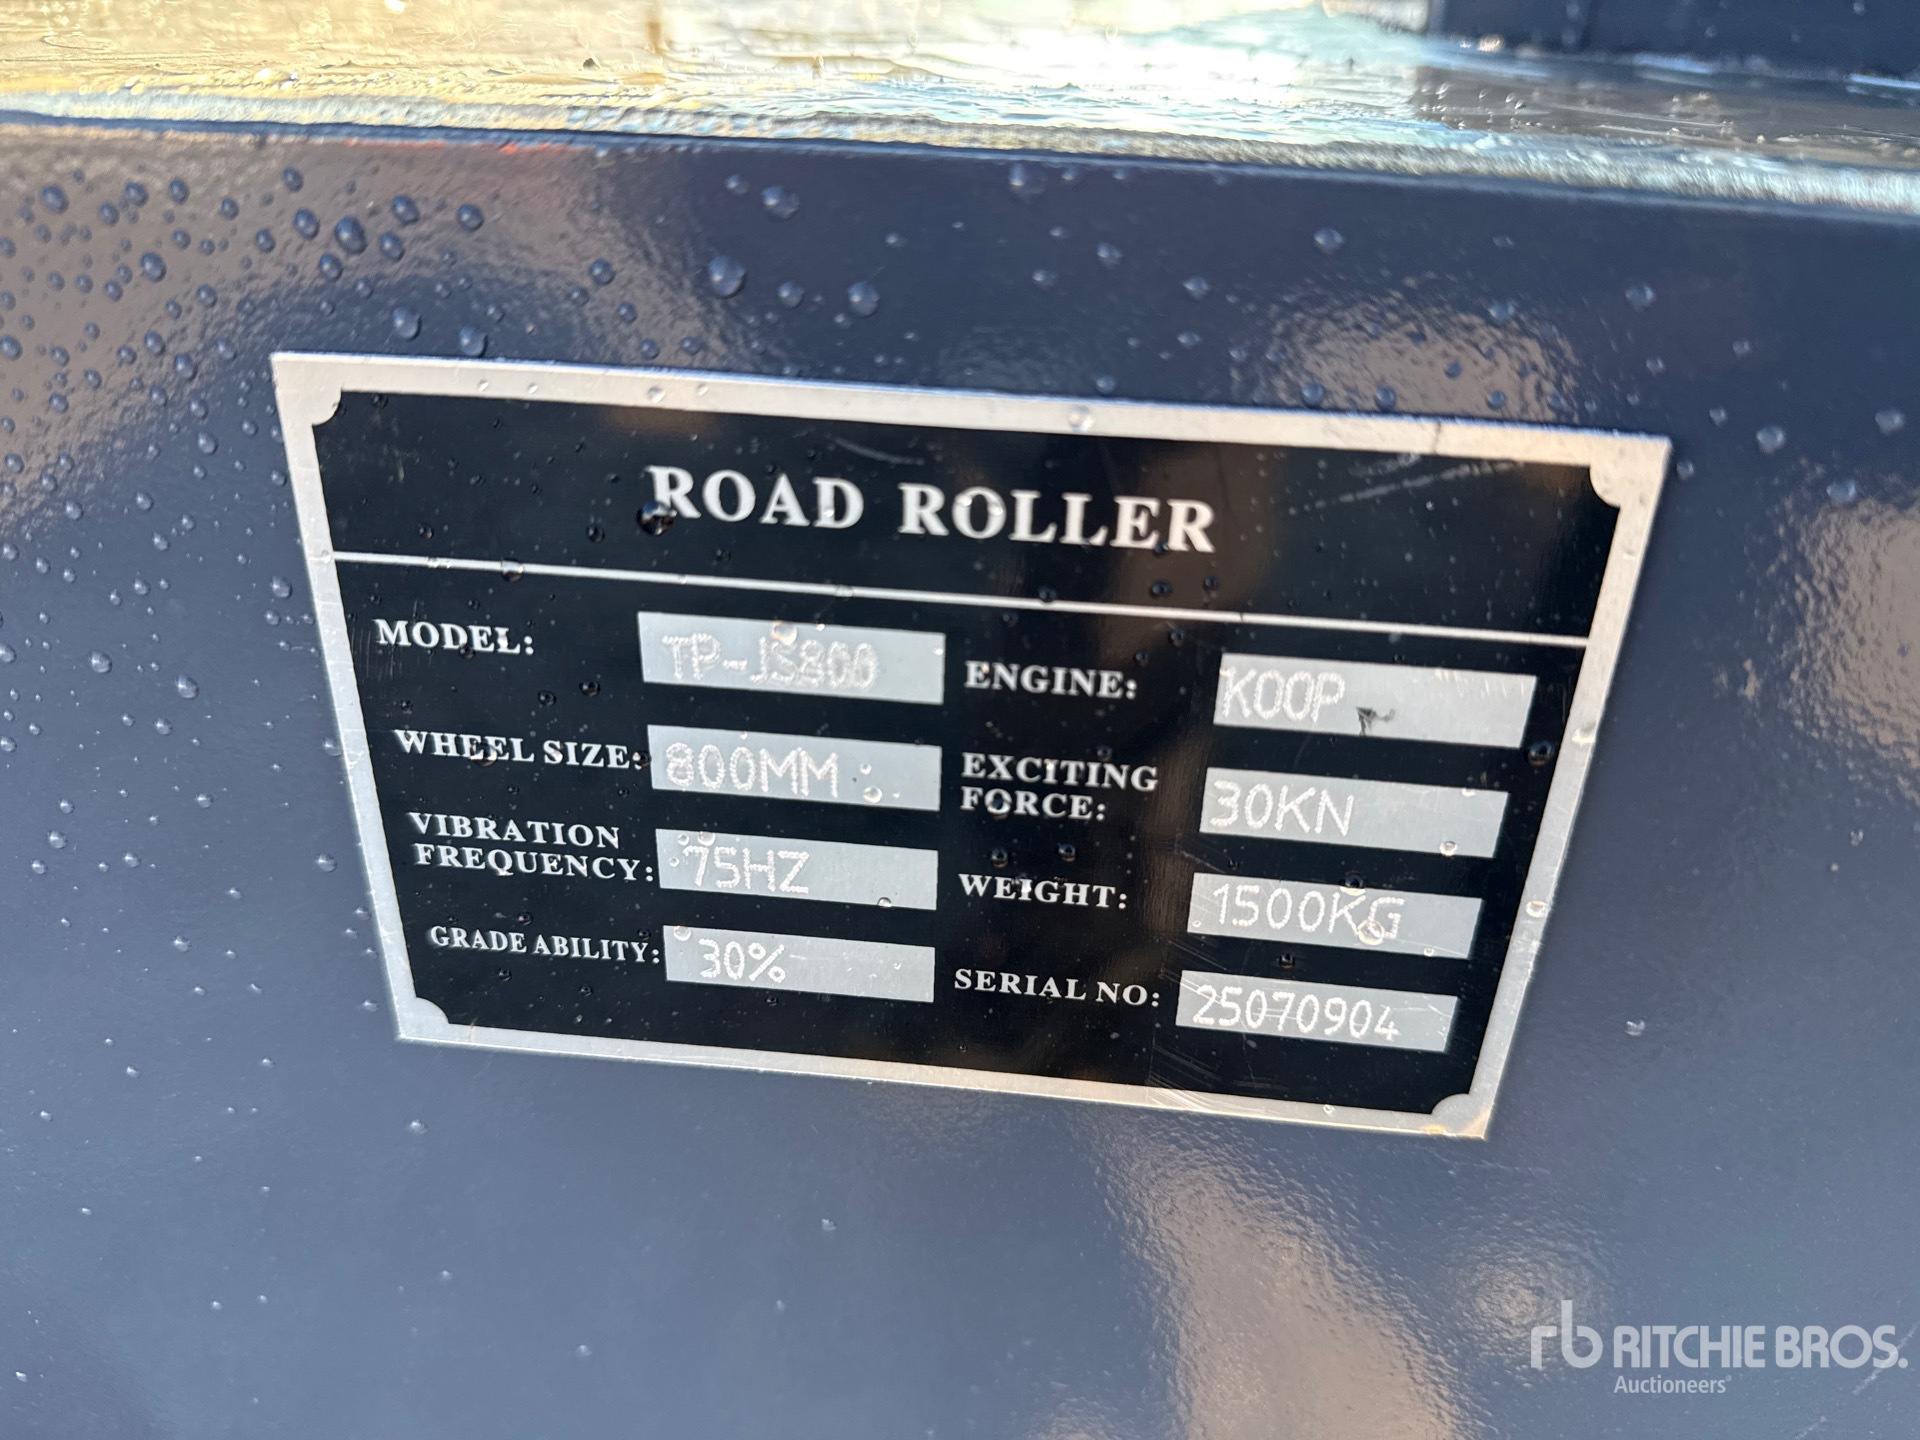 ROAD ROLLER
MODEL: TP-JS800 ENGINE: KOOP
WHEEL SIZE: 800MM EXCITING FORCE: 30KN
VIBRATION FREQUENCY: 75HZ WEIGHT: 1500KG
GRADE ABILITY: 30% SERIAL NO: 25070904
rb RITCHIE BROS.
Auctioneers